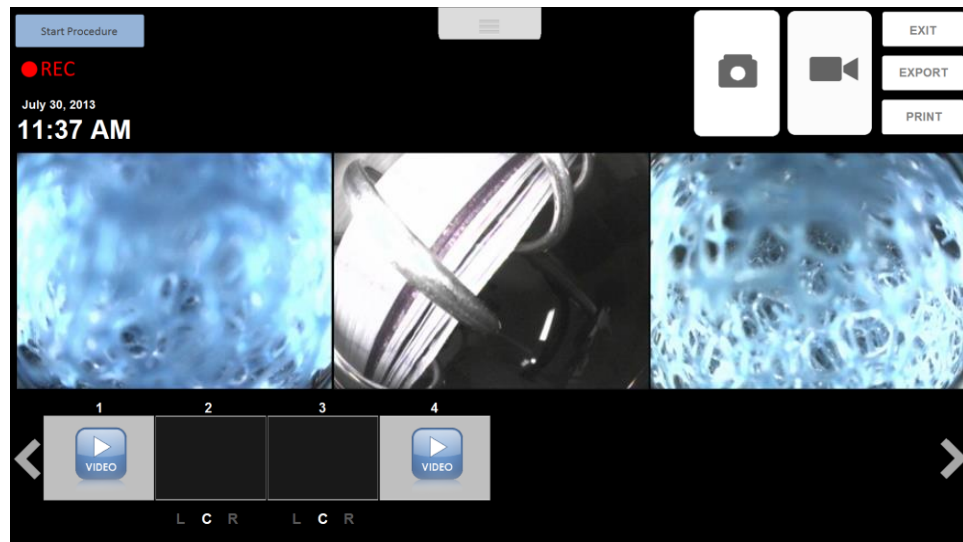 Start Procedure
REC
July 30, 2013
11:37 AM
EXIT
EXPORT
PRINT
1 2 3 4
VIDEO VIDEO
L C R L C R